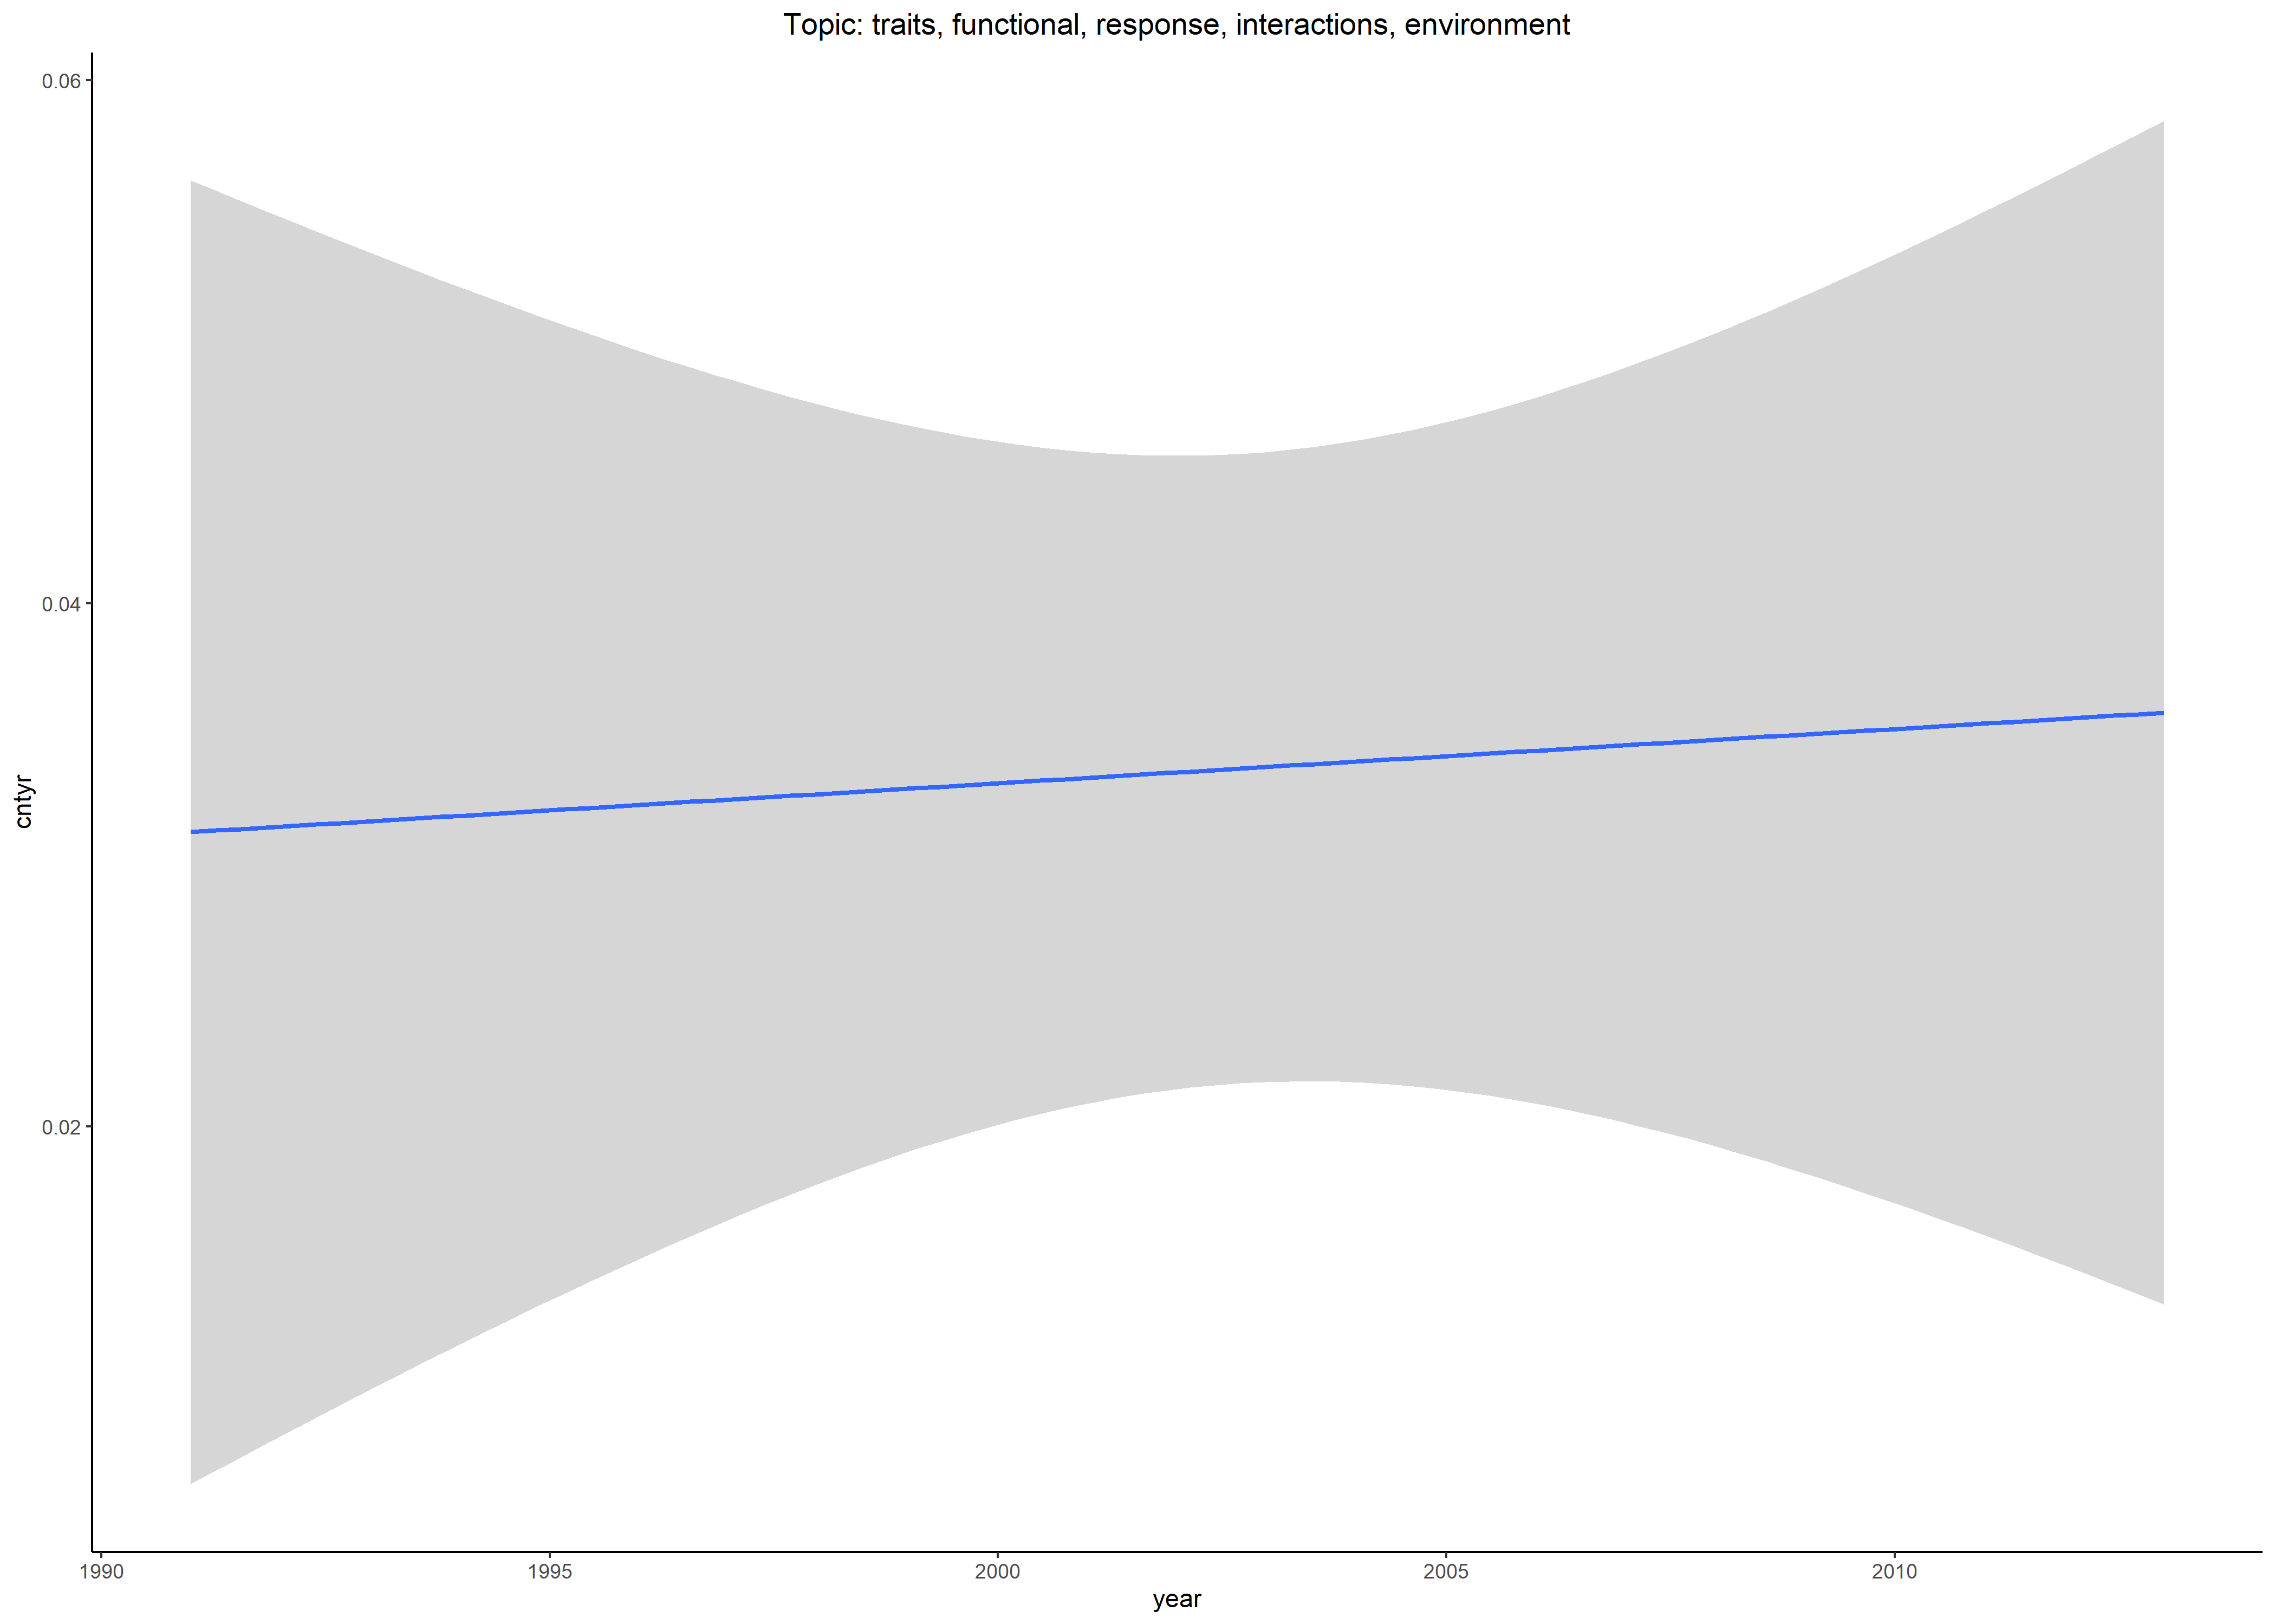 Topic: traits, functional, response, interactions, environment
0.06
0.04
0.02
cntyr
1990 1995 2000 2005 2010
year